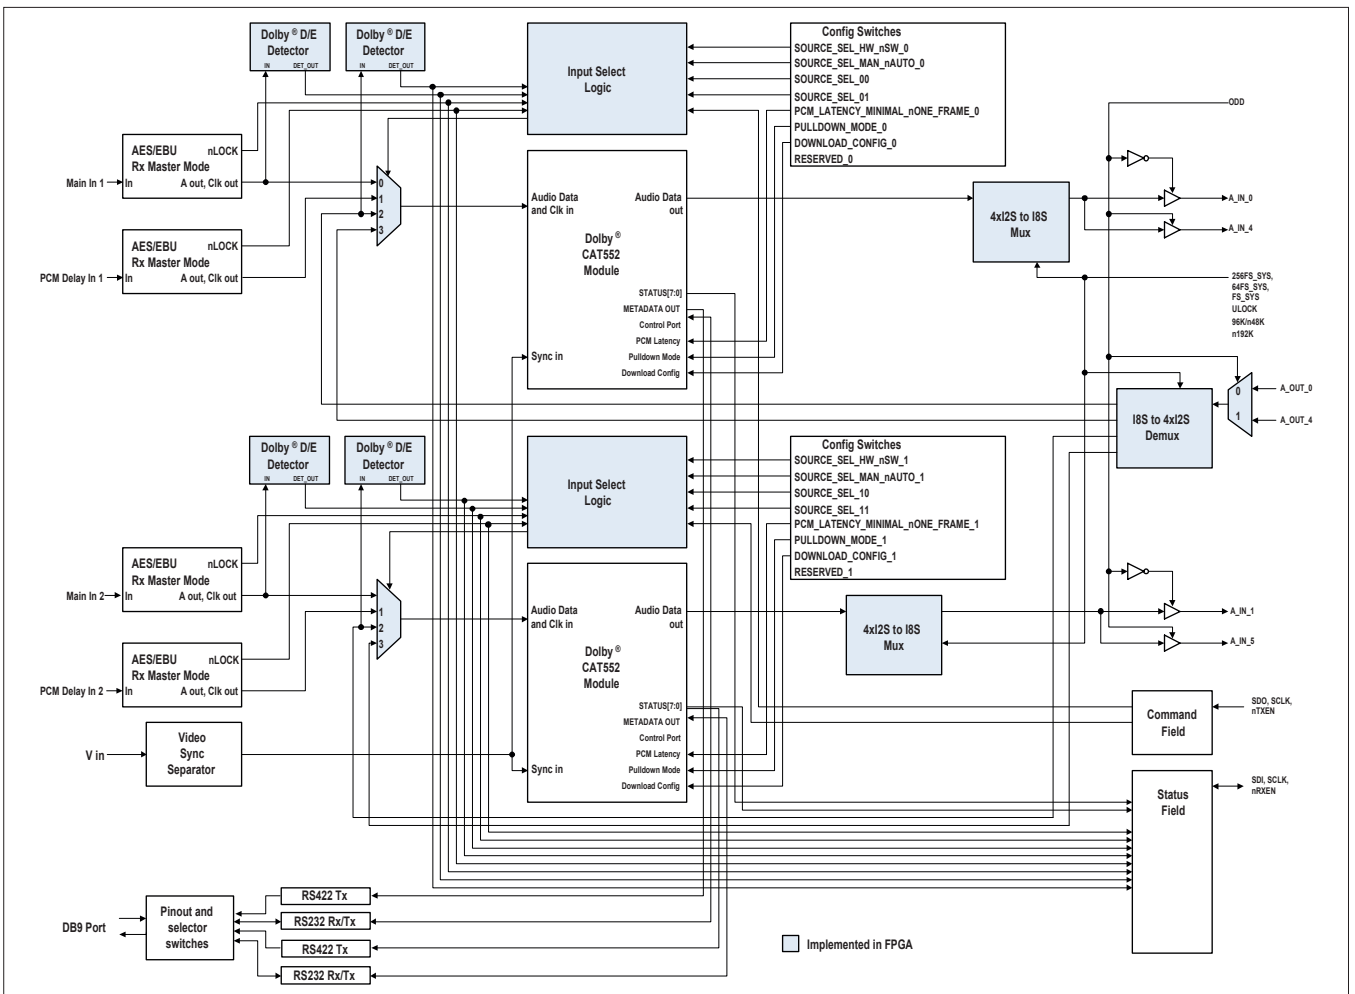 Dolby ® D/E
Detector
IN DET_OUT
Dolby ® D/E
Detector
IN DET_OUT
Input Select
Logic
Config Switches
SOURCE_SEL_HW_nSW_0
SOURCE_SEL_MAN_nAUTO_0
SOURCE_SEL_00
SOURCE_SEL_01
PCM_LATENCY_MINIMAL_nONE_FRAME_0
PULLDOWN_MODE_0
DOWNLOAD_CONFIG_0
RESERVED_0
ODD
AES/EBU nLOCK
Rx Master Mode
Main In 1
In A out, Clk out
AES/EBU nLOCK
Rx Master Mode
PCM Delay In 1
In A out, Clk out
0
1
2
3
Audio Data
and Clk in
Audio Data
out
Dolby ®
CAT552
Module
STATUS[7:0]
METADATA OUT
Control Port
PCM Latency
Sync in
Pulldown Mode
Download Config
4xI2S to I8S
Mux
A_IN_0
A_IN_4
256FS_SYS,
64FS_SYS,
FS_SYS
ULOCK
96K/n48K
n192K
0
1
A_OUT_0
A_OUT_4
I8S to 4xI2S
Demux
Dolby ® D/E
Detector
IN DET_OUT
Dolby ® D/E
Detector
IN DET_OUT
Input Select
Logic
Config Switches
SOURCE_SEL_HW_nSW_1
SOURCE_SEL_MAN_nAUTO_1
SOURCE_SEL_10
SOURCE_SEL_11
PCM_LATENCY_MINIMAL_nONE_FRAME_1
PULLDOWN_MODE_1
DOWNLOAD_CONFIG_1
RESERVED_1
AES/EBU nLOCK
Rx Master Mode
Main In 2
In A out, Clk out
AES/EBU nLOCK
Rx Master Mode
PCM Delay In 2
In A out, Clk out
1
2
3
Audio Data
and Clk in
Audio Data
out
Dolby ®
CAT552
Module
STATUS[7:0]
METADATA OUT
Control Port
PCM Latency
Sync in
Pulldown Mode
Download Config
4xI2S to I8S
Mux
A_IN_1
A_IN_5
V in
Video
Sync
Separator
Command
Field
SDO, SCLK,
nTXEN
Status
Field
SDI, SCLK,
nRXEN
DB9 Port
Pinout and
selector
switches
RS422 Tx
RS232 Rx/Tx
RS422 Tx
RS232 Rx/Tx
Implemented in FPGA